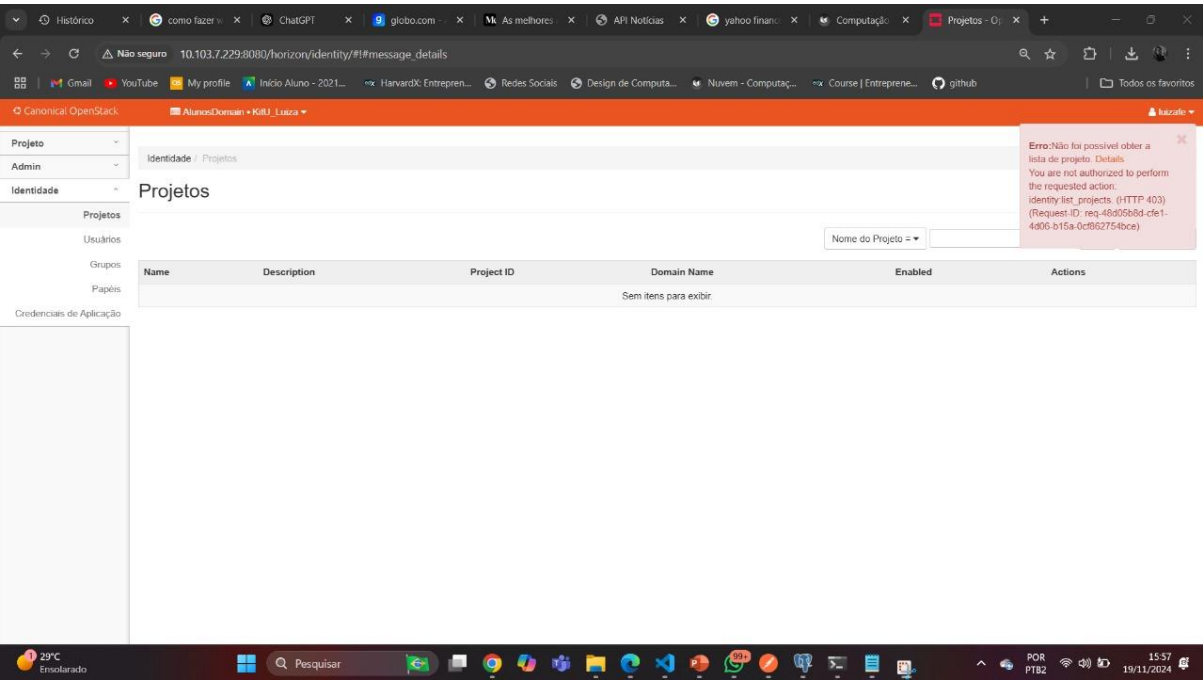 Histórico
como fazer w
ChatGPT
globo.com -
As melhores
API Notícias
yahoo financ
Computação
Projetos - Op
Não seguro 10.103.7.229:8080/horizon/identity/#!#message_details
Gmail YouTube My profile Início Aluno - 2021... HarvardX: Entrepren... Redes Sociais Design de Computa... Nuvem - Computaç... Course | Entreprene... github Todos os favoritos
Canonical OpenStack AlunosDomain • KitU_Luiza luizafe
Projeto
Admin
Identidade
Projetos
Usuários
Grupos
Papéis
Credenciais de Aplicação
Identidade / Projetos
Projetos
Erro:Não foi possível obter a
lista de projeto. Details
You are not authorized to perform
the requested action:
identity:list_projects. (HTTP 403)
(Request-ID: req-48d05b8d-cfe1-
4d06-b15a-0cf862754bce)
Nome do Projeto =
Name Description Project ID Domain Name Enabled Actions
Sem itens para exibir.
1
29°C
Ensolarado
Pesquisar
99+
POR
PTB2
15:57
19/11/2024